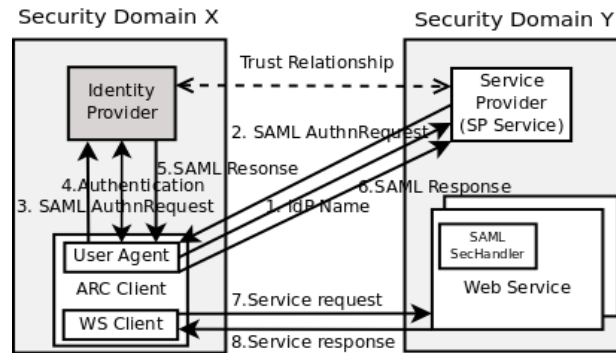 Security Domain X
Security Domain Y
Identity
Provider
Trust Relationship
Service
Provider
(SP Service)
2. SAML AuthnRequest
5.SAML Resonse
4.Authentication
6.SAML Response
3. SAML AuthnRequest
1. IdP Name
User Agent
ARC Client
WS Client
SAML
SecHandler
Web Service
7.Service request
8.Service response